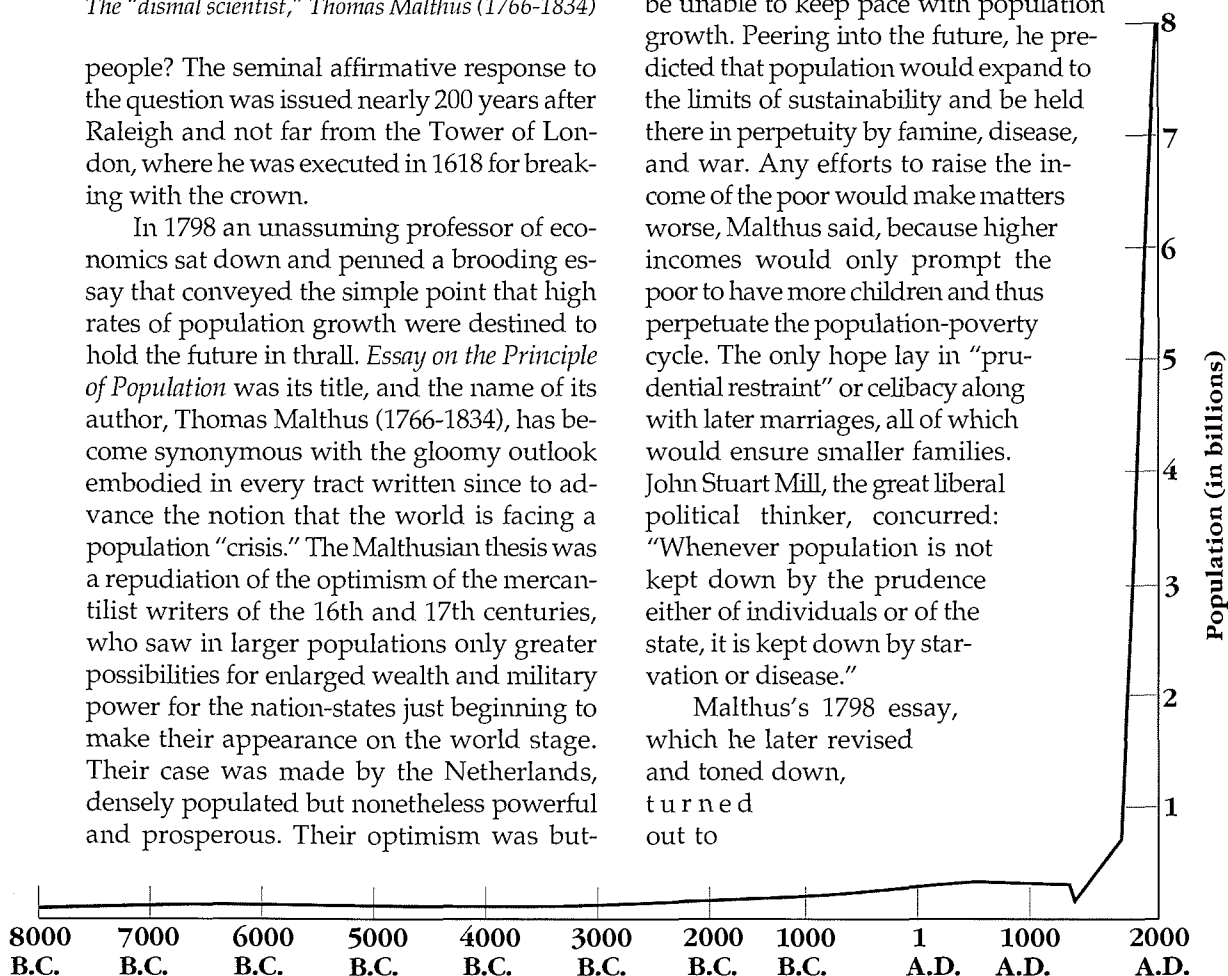 The "dismal scientist," Thomas Malthus (1766-1834)
people? The seminal affirmative response to
the question was issued nearly 200 years after
Raleigh and not far from the Tower of Lon-
don, where he was executed in 1618 for break-
ing with the crown.
In 1798 an unassuming professor of eco-
nomics sat down and penned a brooding es-
say that conveyed the simple point that high
rates of population growth were destined to
hold the future in thrall. Essay on the Principle
of Population was its title, and the name of its
author, Thomas Malthus (1766-1834), has be-
come synonymous with the gloomy outlook
embodied in every tract written since to ad-
vance the notion that the world is facing a
population "crisis." The Malthusian thesis was
a repudiation of the optimism of the mercan-
tilist writers of the 16th and 17th centuries,
who saw in larger populations only greater
possibilities for enlarged wealth and military
power for the nation-states just beginning to
make their appearance on the world stage.
Their case was made by the Netherlands,
densely populated but nonetheless powerful
and prosperous. Their optimism was but-
be unable to keep pace with population
growth. Peering into the future, he pre-
dicted that population would expand to
the limits of sustainability and be held
there in perpetuity by famine, disease,
and war. Any efforts to raise the in-
come of the poor would make matters
worse, Malthus said, because higher
incomes would only prompt the
poor to have more children and thus
perpetuate the population-poverty
cycle. The only hope lay in "pru-
dential restraint" or celibacy along
with later marriages, all of which
would ensure smaller families.
John Stuart Mill, the great liberal
political thinker, concurred:
"Whenever population is not
kept down by the prudence
either of individuals or of the
state, it is kept down by star-
vation or disease."
Malthus's 1798 essay,
which he later revised
and toned down,
turned
out to
8
7
6
5
4
3
2
1
Population (in billions)
8000 7000 6000 5000 4000 3000 2000 1000 1 1000 2000
B.C. B.C. B.C. B.C. B.C. B.C. B.C. B.C. A.D. A.D. A.D.